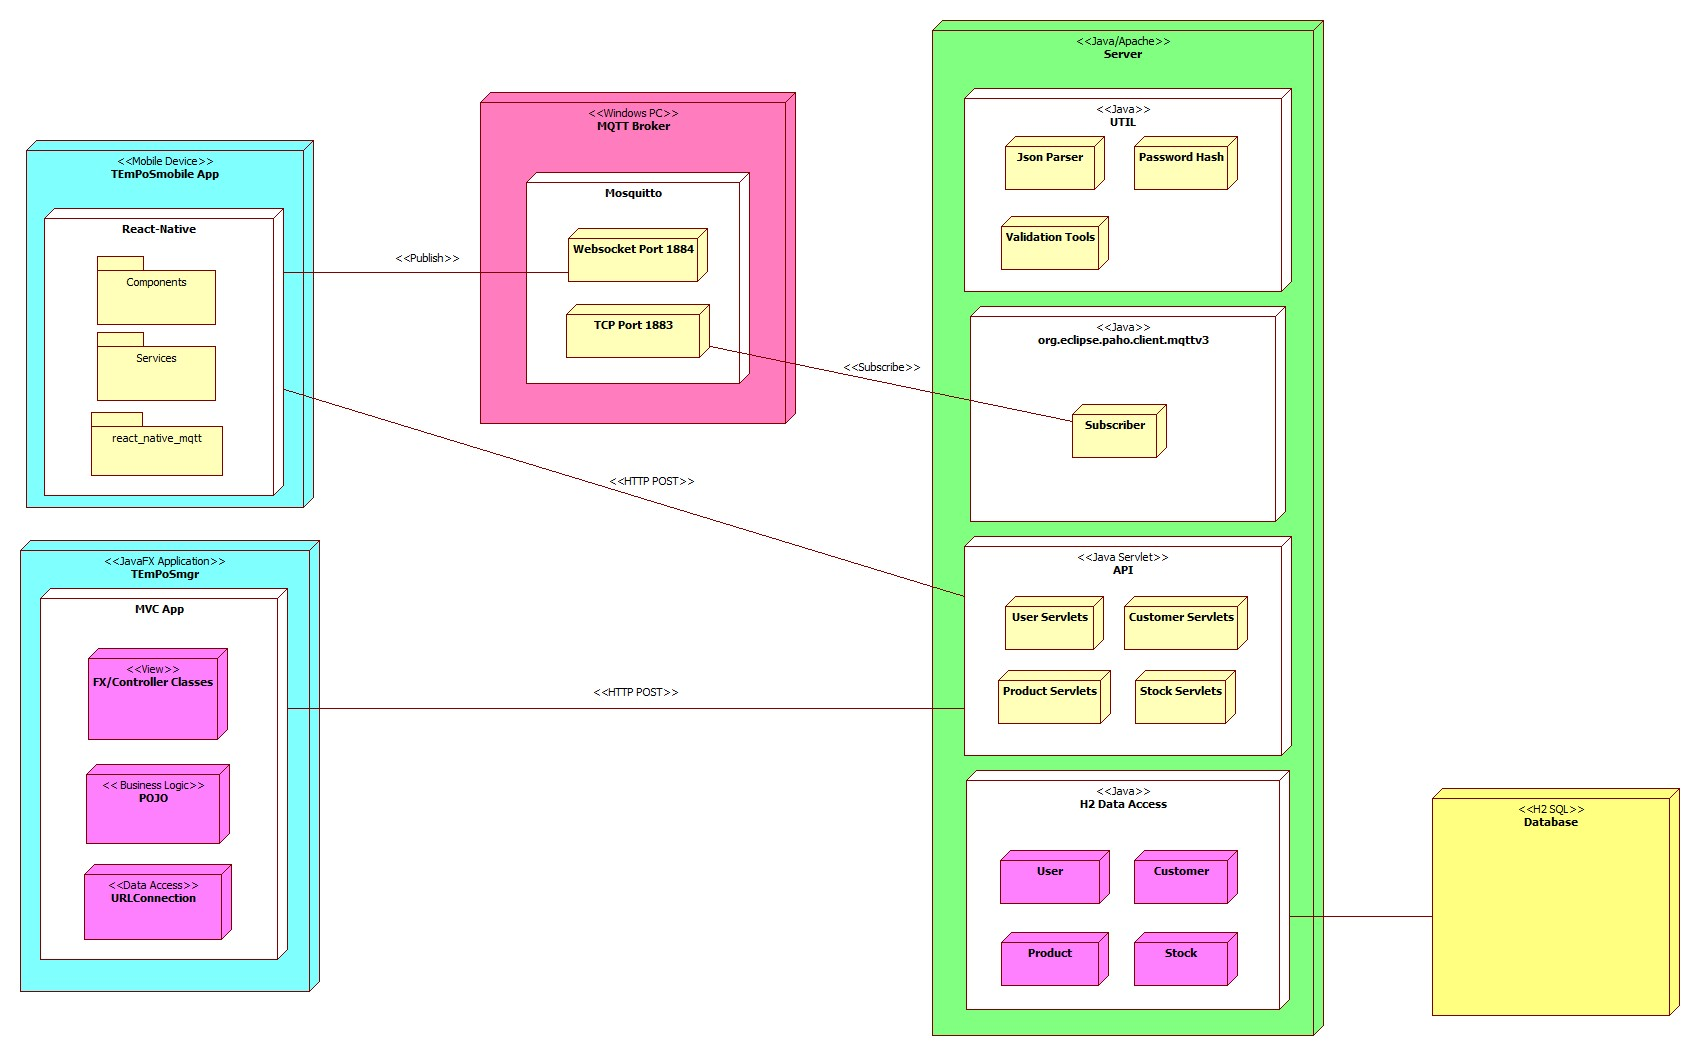 <<Mobile Device>>
TEmPoSmobile App
React-Native
Components
Services
react_native_mqtt
<<JavaFX Application>>
TEmPoSmgr
MVC App
<<View>>
FX/Controller Classes
<< Business Logic>>
POJO
<<Data Access>>
URLConnection
<<Publish>>
<<Windows PC>>
MQTT Broker
Mosquitto
Websocket Port 1884
TCP Port 1883
<<Subscribe>>
<<HTTP POST>>
<<HTTP POST>>
<<Java/Apache>>
Server
<<Java>>
UTIL
Json Parser
Password Hash
Validation Tools
<<Java>>
org.eclipse.paho.client.mqttv3
Subscriber
<<Java Servlet>>
API
User Servlets
Customer Servlets
Product Servlets
Stock Servlets
<<Java>>
H2 Data Access
User
Customer
Product
Stock
<<H2 SQL>>
Database